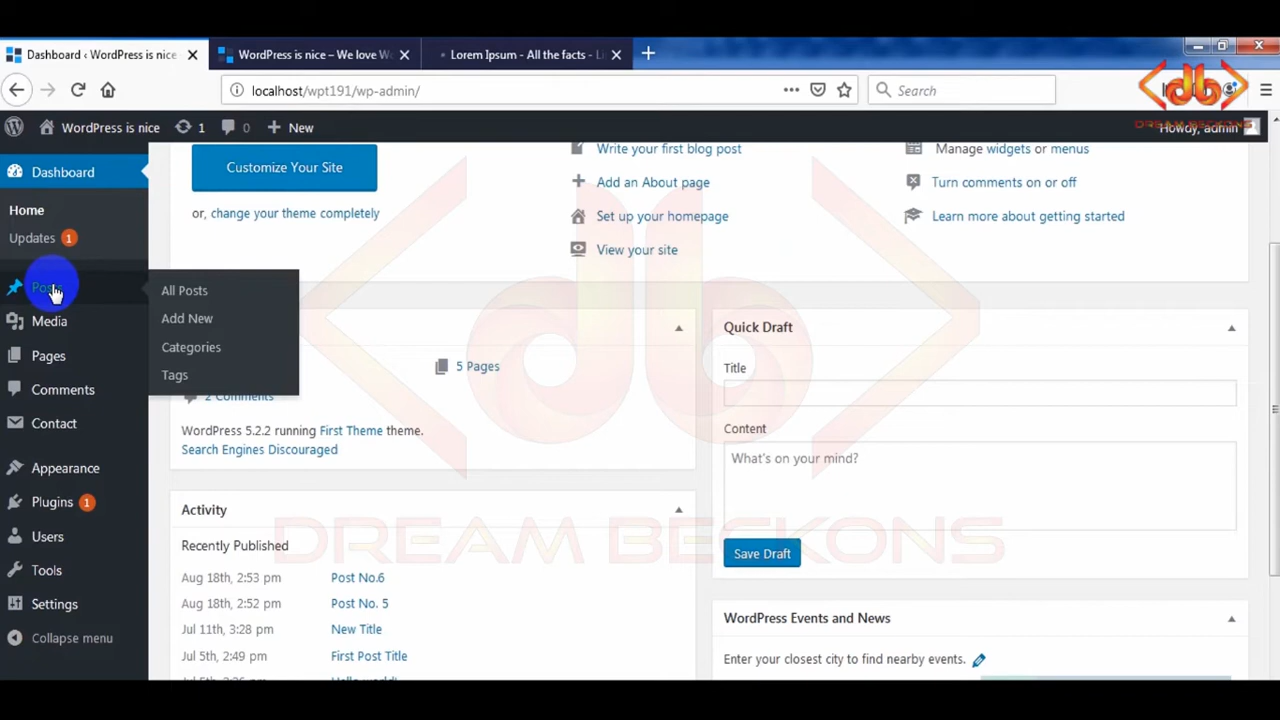 Dashboard ‹ WordPress is nice
WordPress is nice – We love Wo
Lorem Ipsum - All the facts - Li
localhost/wpt191/wp-admin/
Search
DREAM BECKONS
WordPress is nice
1
0
New
Howdy, admin
Dashboard
Home
Updates 1
Posts
Media
Pages
Comments
Contact
Appearance
Plugins 1
Users
Tools
Settings
Collapse menu
All Posts
Add New
Categories
Tags
Customize Your Site
or, change your theme completely
Write your first blog post
Add an About page
Set up your homepage
View your site
Manage widgets or menus
Turn comments on or off
Learn more about getting started
5 Pages
2 Comments
WordPress 5.2.2 running First Theme theme.
Search Engines Discouraged
Activity
Recently Published
Aug 18th, 2:53 pm Post No.6
Aug 18th, 2:52 pm Post No. 5
Jul 11th, 3:28 pm New Title
Jul 5th, 2:49 pm First Post Title
Quick Draft
Title
Content
What's on your mind?
Save Draft
WordPress Events and News
Enter your closest city to find nearby events.
DREAM BECKONS